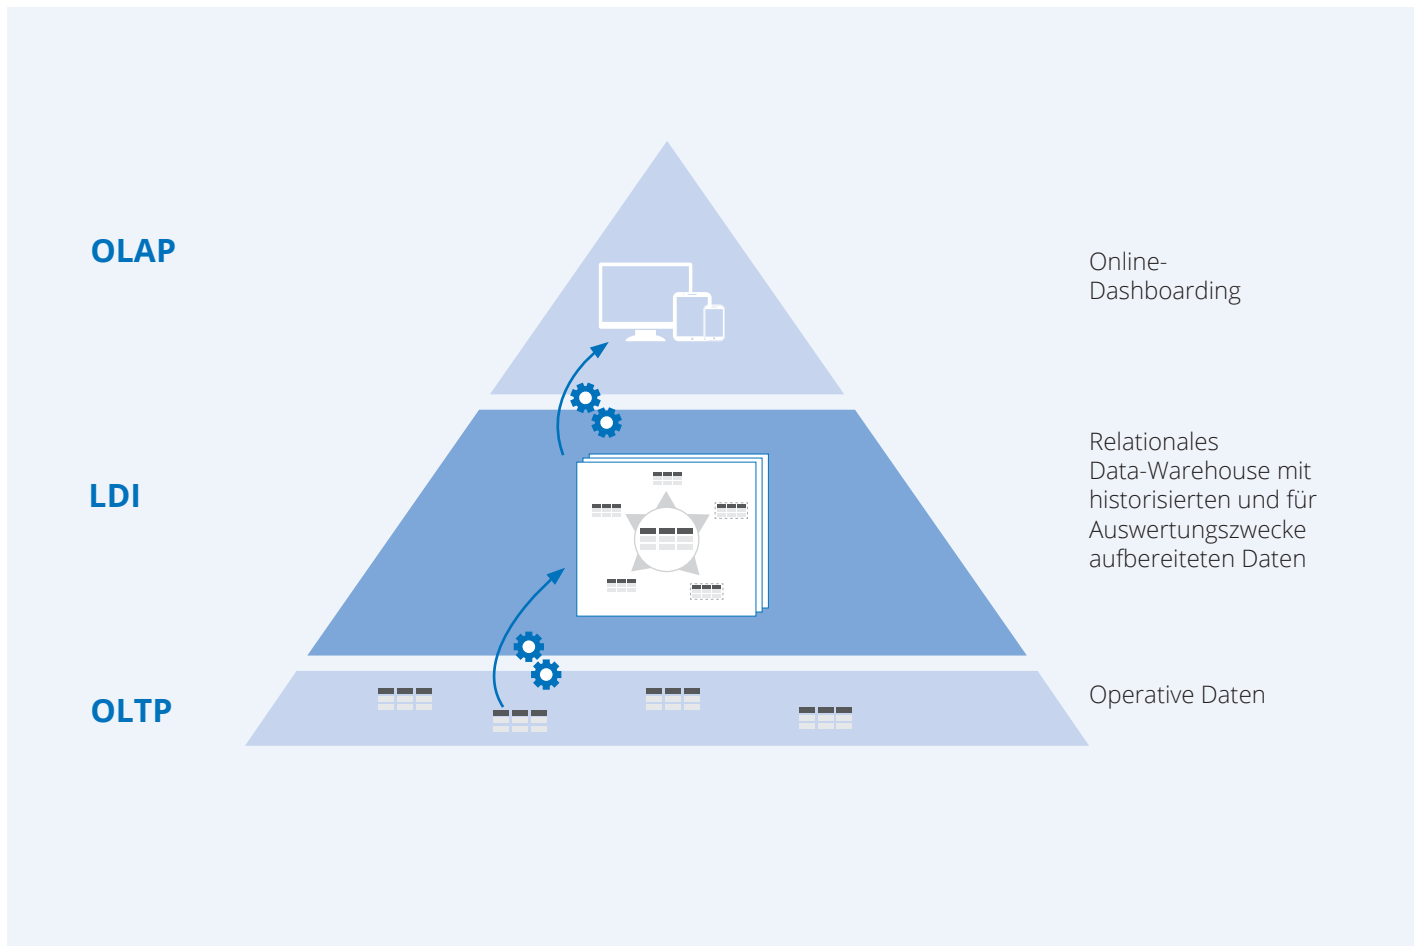 OLAP
Online-
Dashboarding
LDI
Relationales
Data-Warehouse mit
historisierten und für
Auswertungszwecke
aufbereiteten Daten
OLTP
Operative Daten